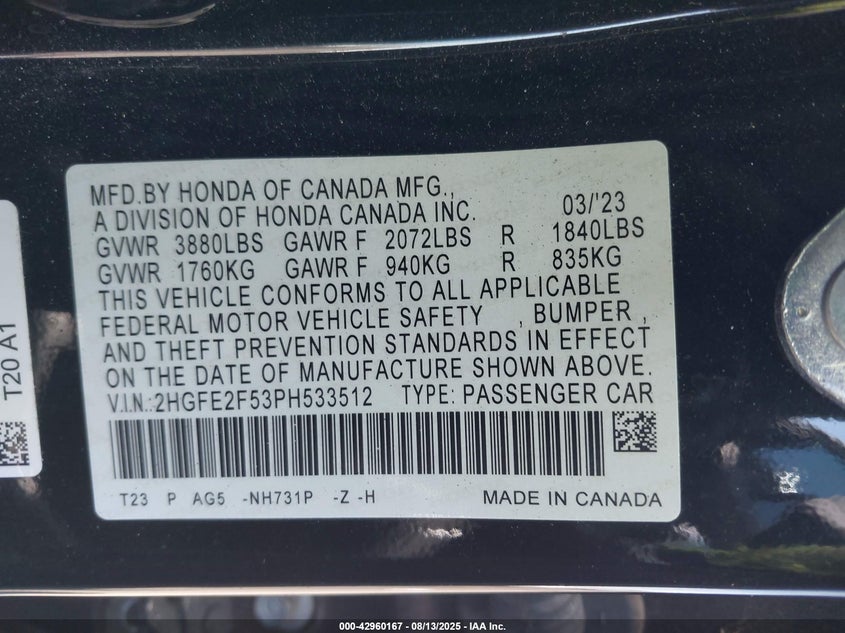 MFD.BY HONDA OF CANADA MFG.,
A DIVISION OF HONDA CANADA INC. 03/'23
GVWR 3880LBS GAWR F 2072LBS R 1840LBS
GVWR 1760KG GAWR F 940KG R 835KG
THIS VEHICLE CONFORMS TO ALL APPLICABLE
FEDERAL MOTOR VEHICLE SAFETY , BUMPER ,
AND THEFT PREVENTION STANDARDS IN EFFECT
ON THE DATE OF MANUFACTURE SHOWN ABOVE.
V.I.N.:2HGFE2F53PH533512 TYPE: PASSENGER CAR
T23 P AG5 -NH731P -Z -H MADE IN CANADA
T20 A1
000-42960167 - 08/13/2025 - IAA Inc.